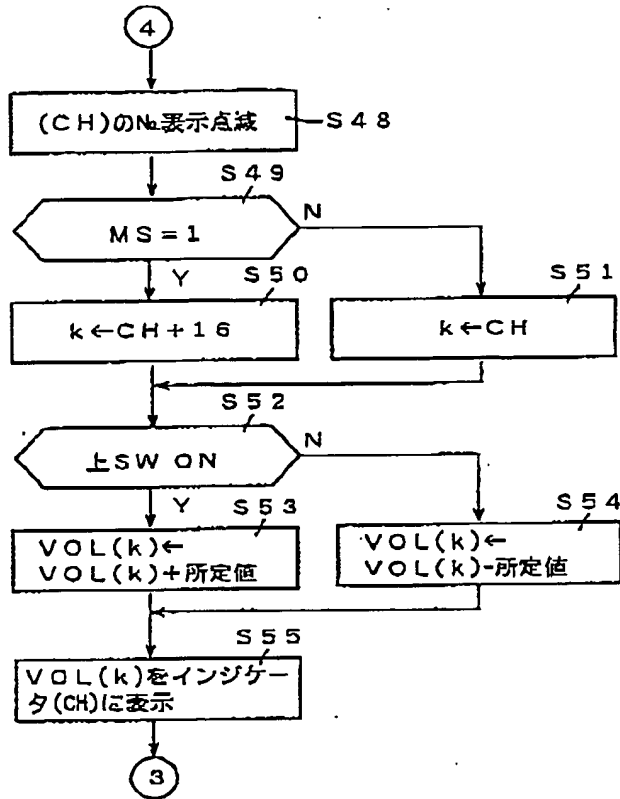 4
(CH)の№表示点滅
S48
S49
MS=1
N
Y
S50
S51
k←CH+16
k←CH
S52
上SW ON
N
Y
S53
S54
VOL(k)←
VOL(k)+所定値
VOL(k)←
VOL(k)-所定値
S55
VOL(k)をインジケー
タ(CH)に表示
3